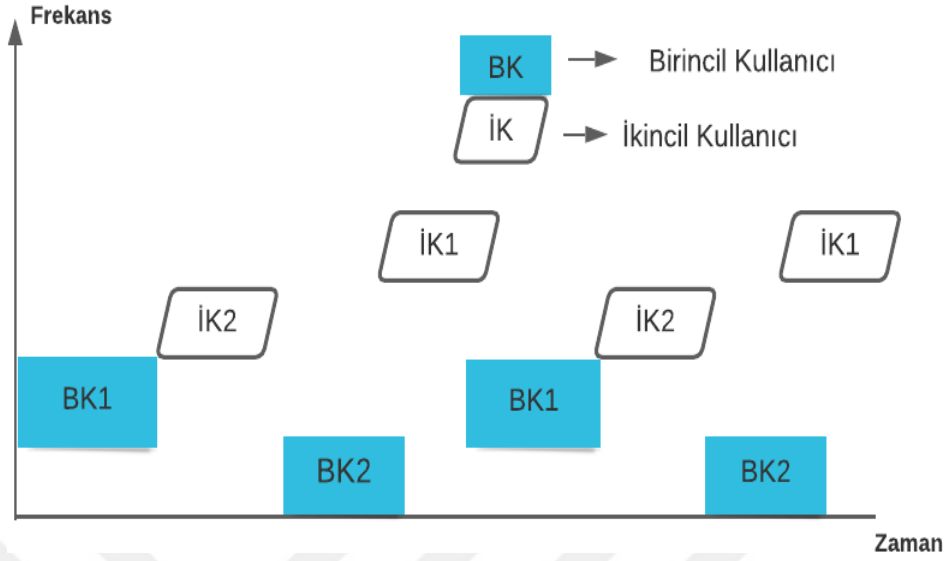 Frekans
BK
Birincil Kullanıcı
İK
İkincil Kullanıcı
İK1
İK1
İK2
İK2
BK1
BK1
BK2
BK2
Zaman